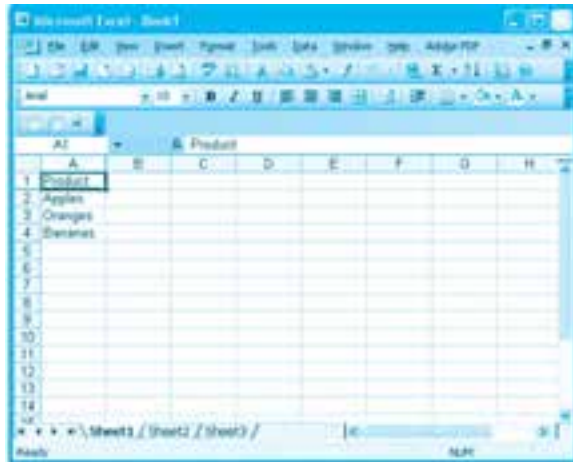 Microsoft Excel - Book1
File Edit View Insert Format Tools Data Window Help Adobe PDF
Arial 10 B I U
A1 Product
A B C D E F G H
1 Product
2 Apples
3 Oranges
4 Bananas
5
6
7
8
9
10
11
12
13
14
Sheet1 / Sheet2 / Sheet3 /
Ready NUM